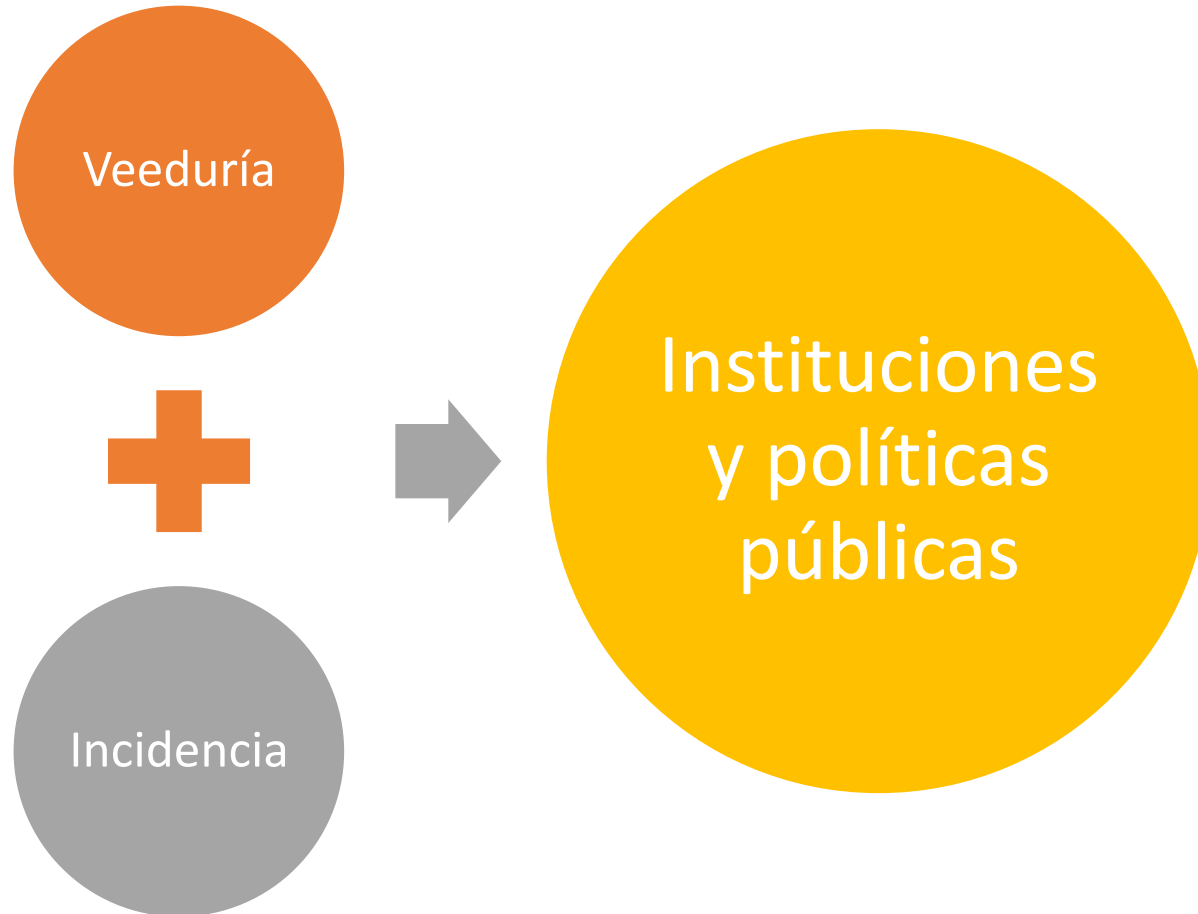 Veeduría
Incidencia
Instituciones
y políticas
públicas